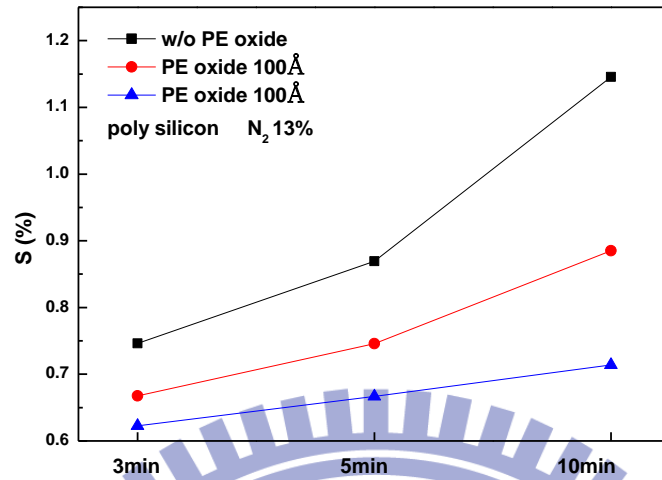 w/o PE oxide
PE oxide 100Å
PE oxide 100Å
poly silicon N₂ 13%
S (%)
1.2
1.1
1.0
0.9
0.8
0.7
0.6
3min 5min 10min